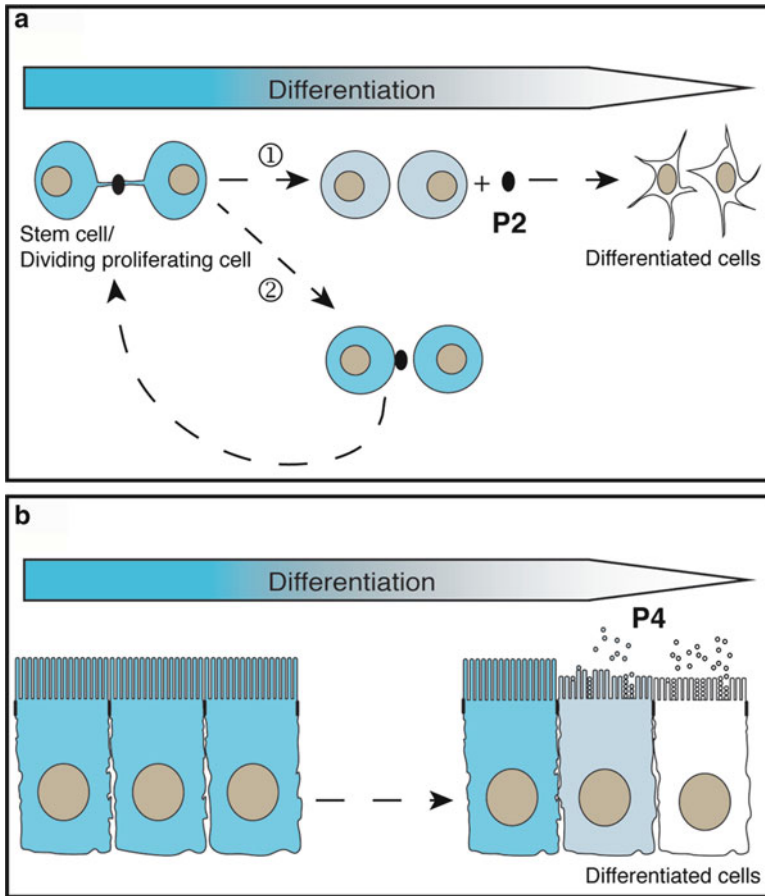 a
Differentiation
①
+
P2
Stem cell/
Dividing proliferating cell
Differentiated cells
②
b
Differentiation
P4
Differentiated cells